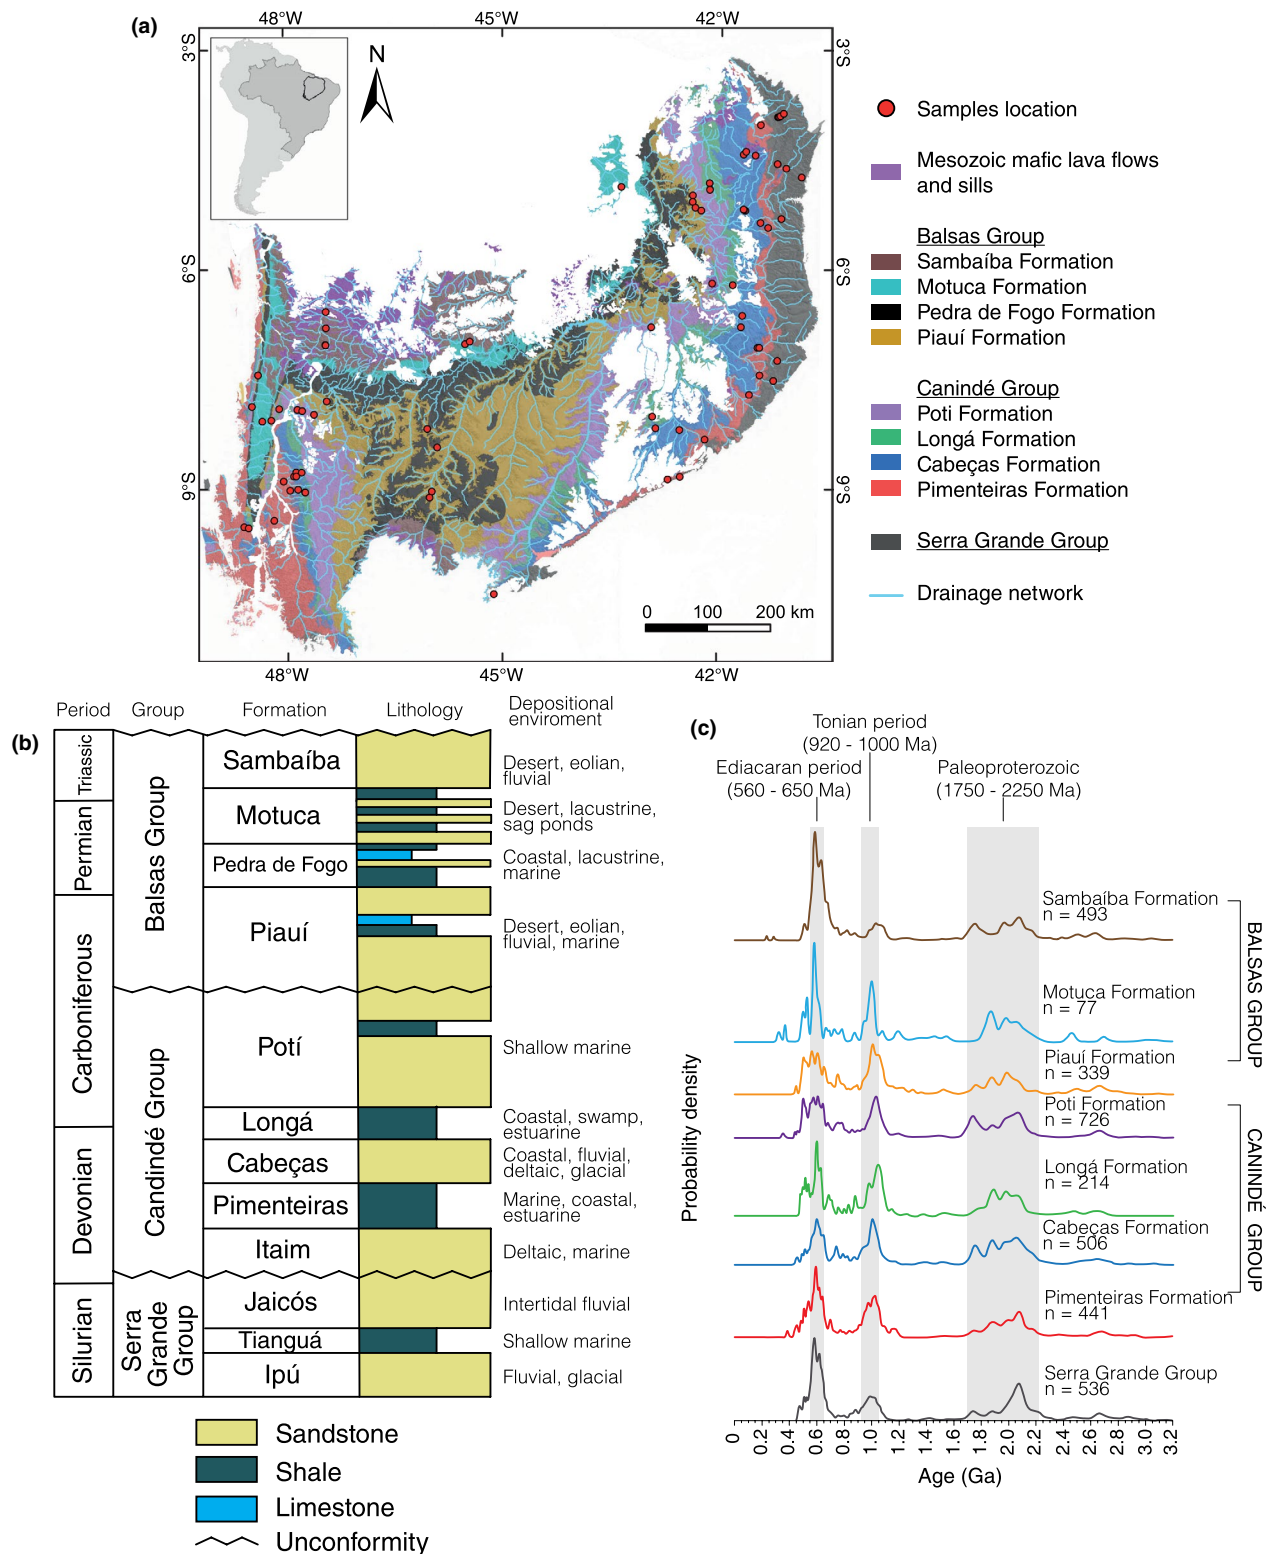 (a)
48°W
45°W
42°W
3°S
3°S
N
6°S
6°S
9°S
9°S
0
100
200 km
48°W
45°W
42°W
Samples location
Mesozoic mafic lava flows
and sills
Balsas Group
Sambaíba Formation
Motuca Formation
Pedra de Fogo Formation
Piauí Formation
Canindé Group
Poti Formation
Longá Formation
Cabeças Formation
Pimenteiras Formation
Serra Grande Group
Drainage network
(b)
Period
Group
Formation
Lithology
Depositional
enviroment
Triassic
Permian
Carboniferous
Devonian
Silurian
Balsas Group
Candindé Group
Serra
Grande
Group
Sambaíba
Desert, eolian,
fluvial
Motuca
Desert, lacustrine,
sag ponds
Pedra de Fogo
Coastal, lacustrine,
marine
Piauí
Desert, eolian,
fluvial, marine
Potí
Shallow marine
Longá
Coastal, swamp,
estuarine
Cabeças
Coastal, fluvial,
deltaic, glacial
Pimenteiras
Marine, coastal,
estuarine
Itaim
Deltaic, marine
Jaicós
Intertidal fluvial
Tianguá
Shallow marine
Ipú
Fluvial, glacial
Sandstone
Shale
Limestone
Unconformity
(c)
Tonian period
(920 - 1000 Ma)
Ediacaran period
(560 - 650 Ma)
Paleoproterozoic
(1750 - 2250 Ma)
Probability density
Sambaíba Formation
n = 493
Motuca Formation
n = 77
Piauí Formation
n = 339
Poti Formation
n = 726
Longá Formation
n = 214
Cabeças Formation
n = 506
Pimenteiras Formation
n = 441
Serra Grande Group
n = 536
BALSAS GROUP
CANINDÉ GROUP
0
0.2
0.4
0.6
0.8
1.0
1.2
1.4
1.6
1.8
2.0
2.2
2.4
2.6
2.8
3.0
3.2
Age (Ga)